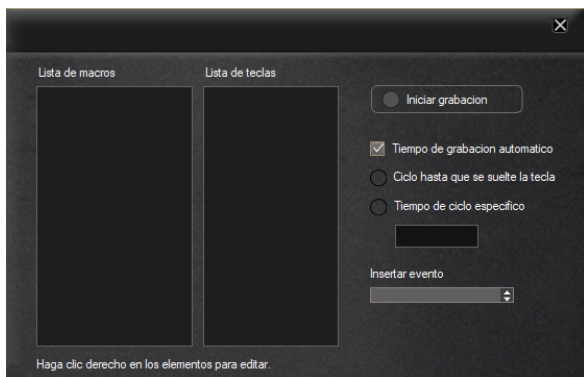 Lista de macros
Lista de teclas
Iniciar grabacion
Tiempo de grabacion automatico
Ciclo hasta que se suelte la tecla
Tiempo de ciclo especifico
Insertar evento
Haga clic derecho en los elementos para editar.